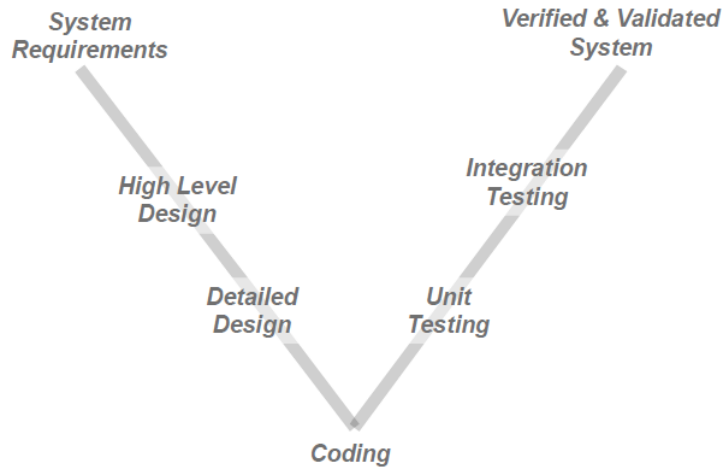 System
Requirements
Verified & Validated
System
High Level
Design
Integration
Testing
Detailed
Design
Unit
Testing
Coding